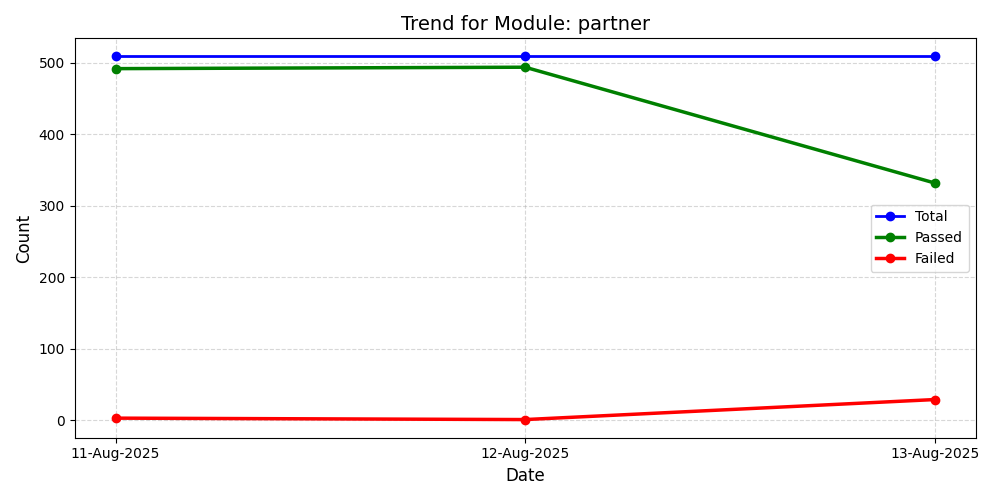 Trend for Module: partner
500
400
300
200
100
0
Count
Total
Passed
Failed
11-Aug-2025
12-Aug-2025
13-Aug-2025
Date